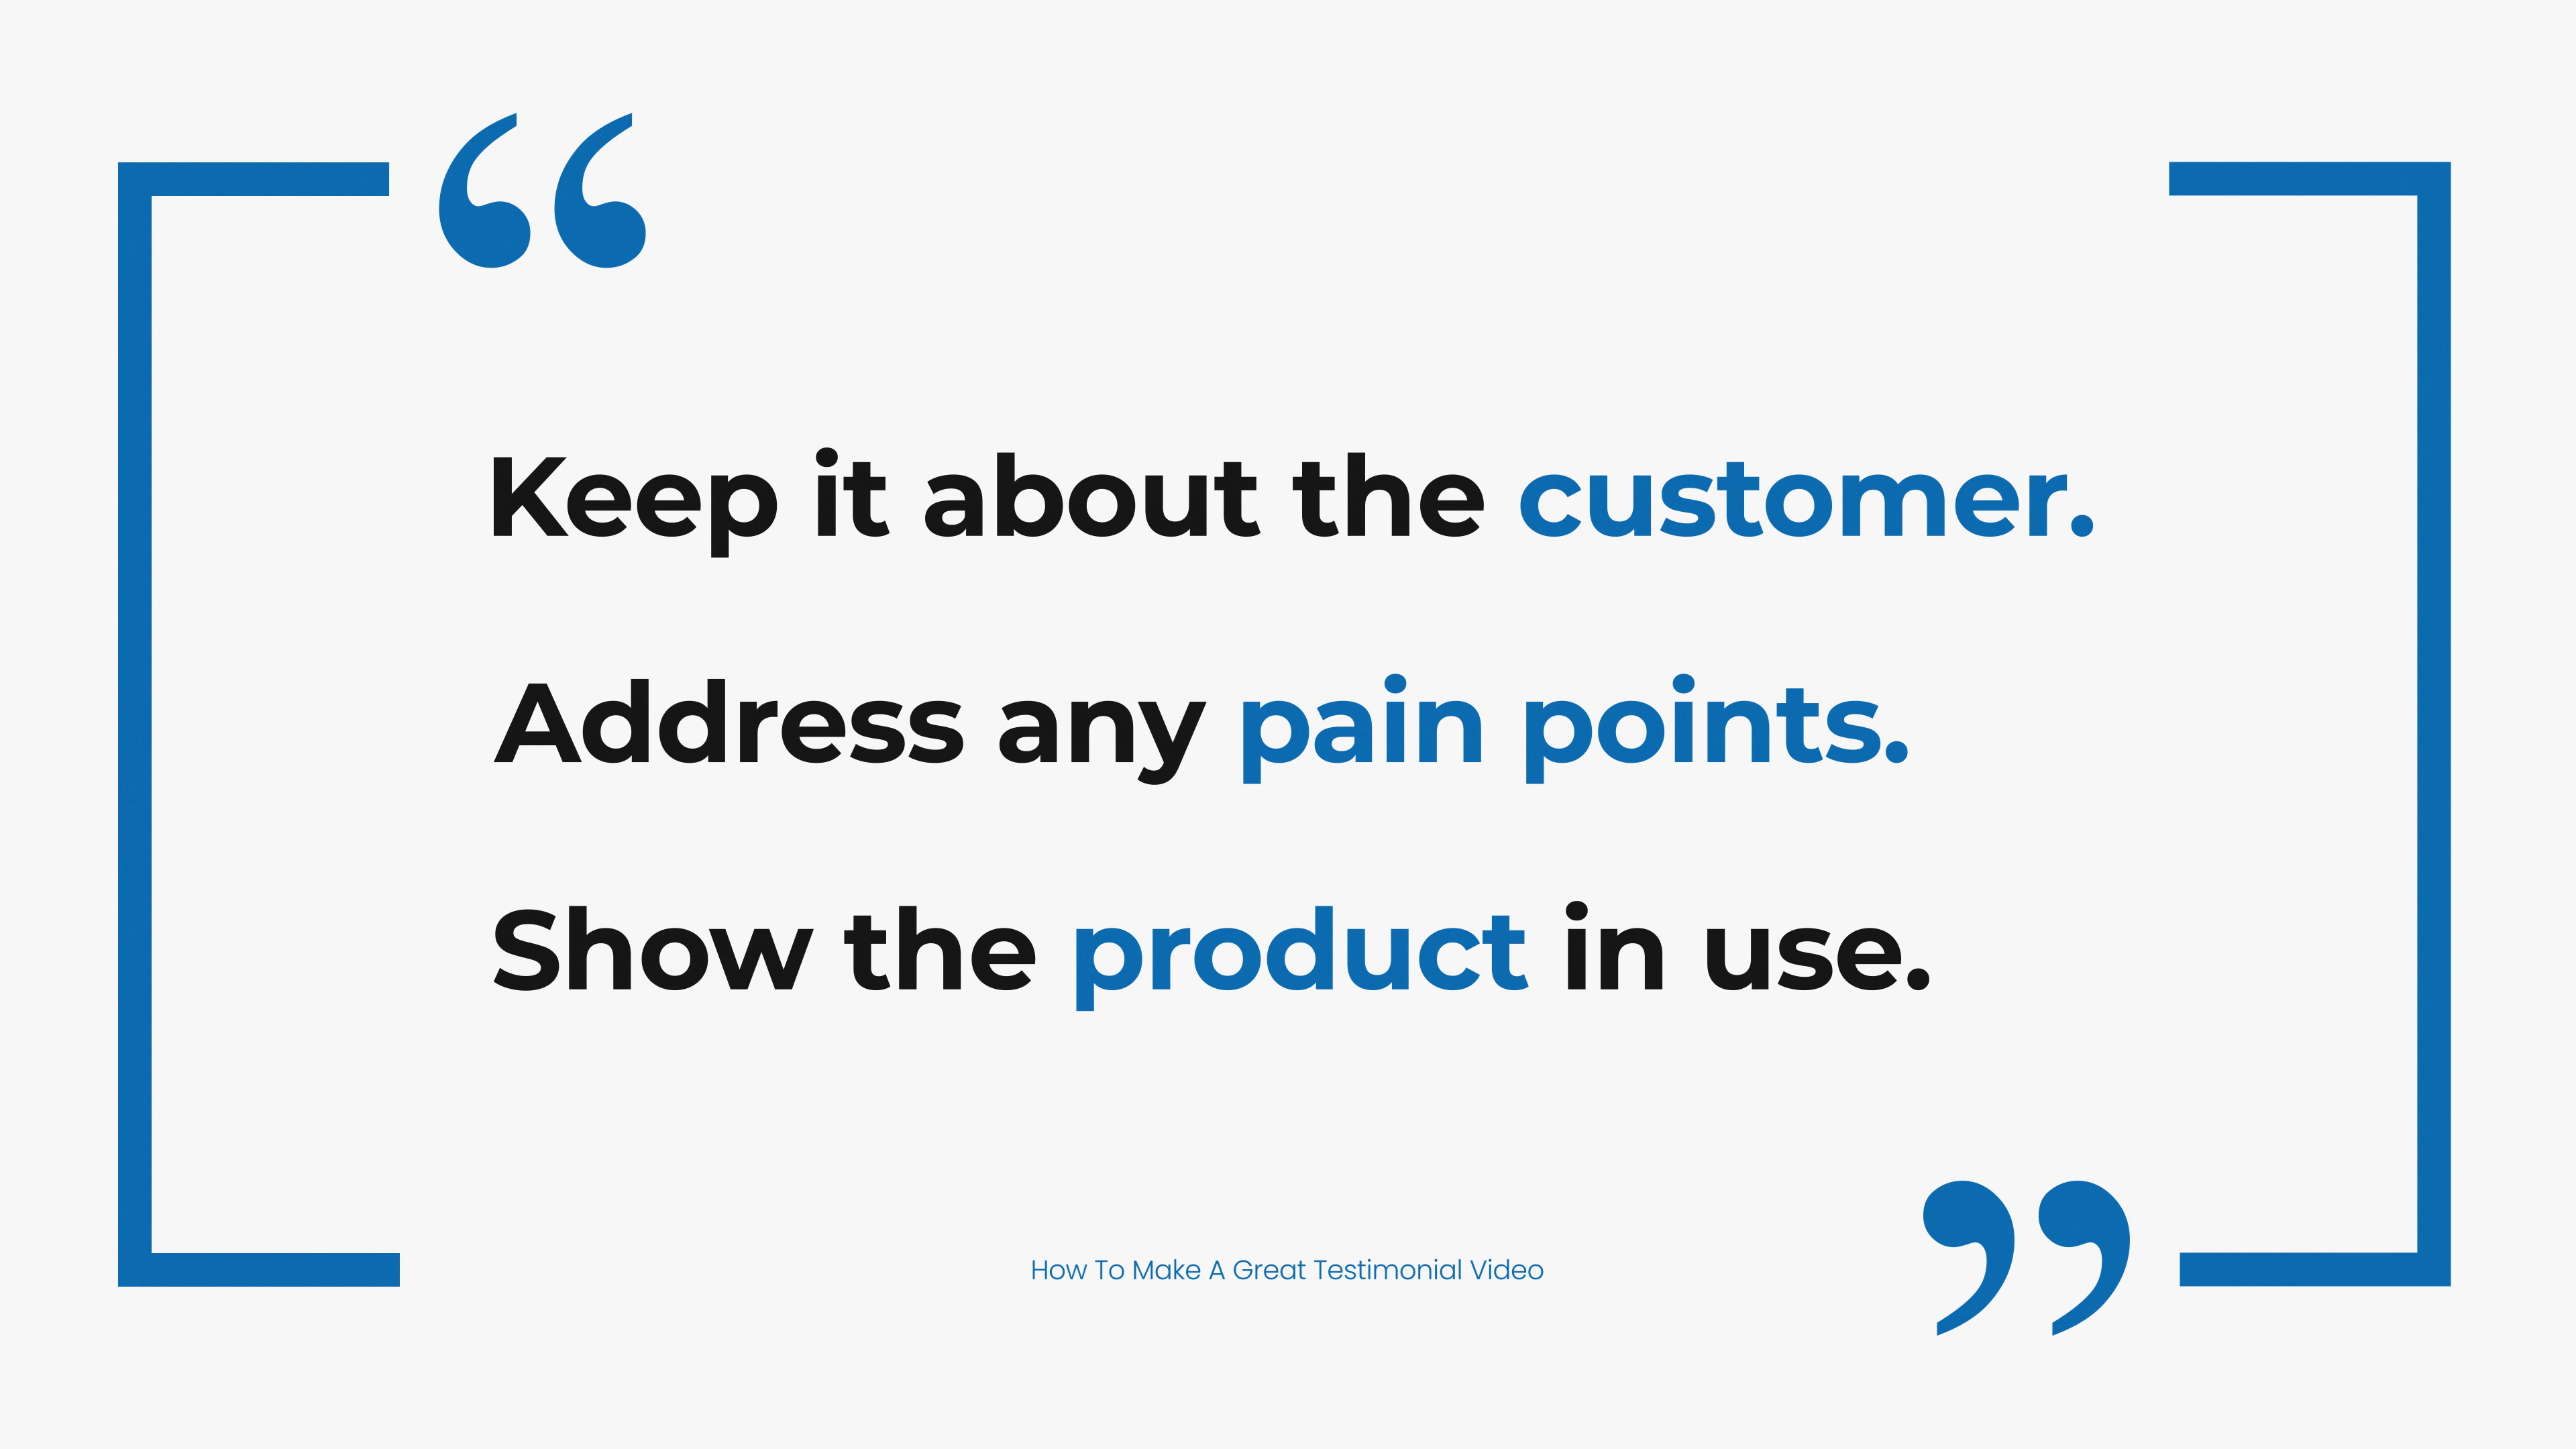 “
Keep it about the customer.
Address any pain points.
Show the product in use.
”
How To Make A Great Testimonial Video